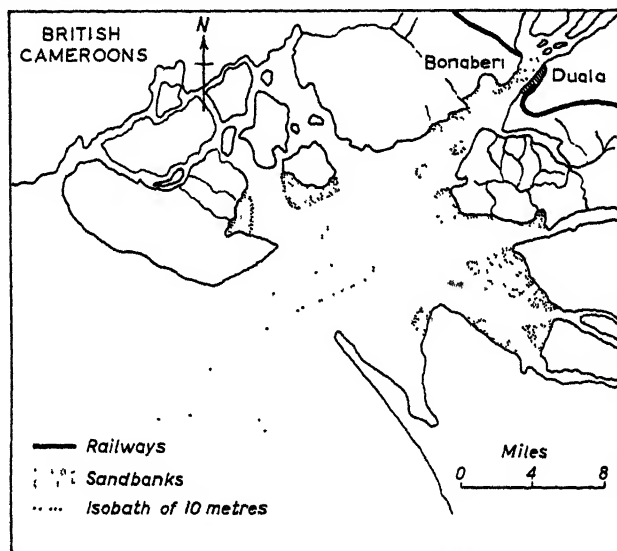 BRITISH
CAMEROONS
N
Bonaberi
Duala
Railways
Sandbanks
Isobath of 10 metres
Miles
0 4 8